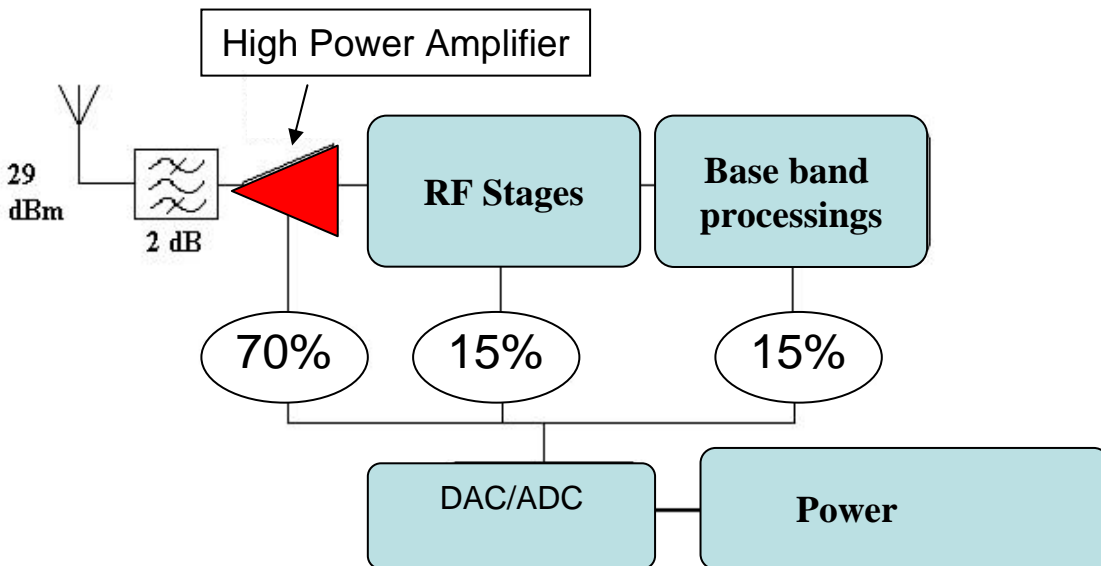 High Power Amplifier
29
dBm
2 dB
RF Stages
Base band
processings
70%
15%
15%
DAC/ADC
Power